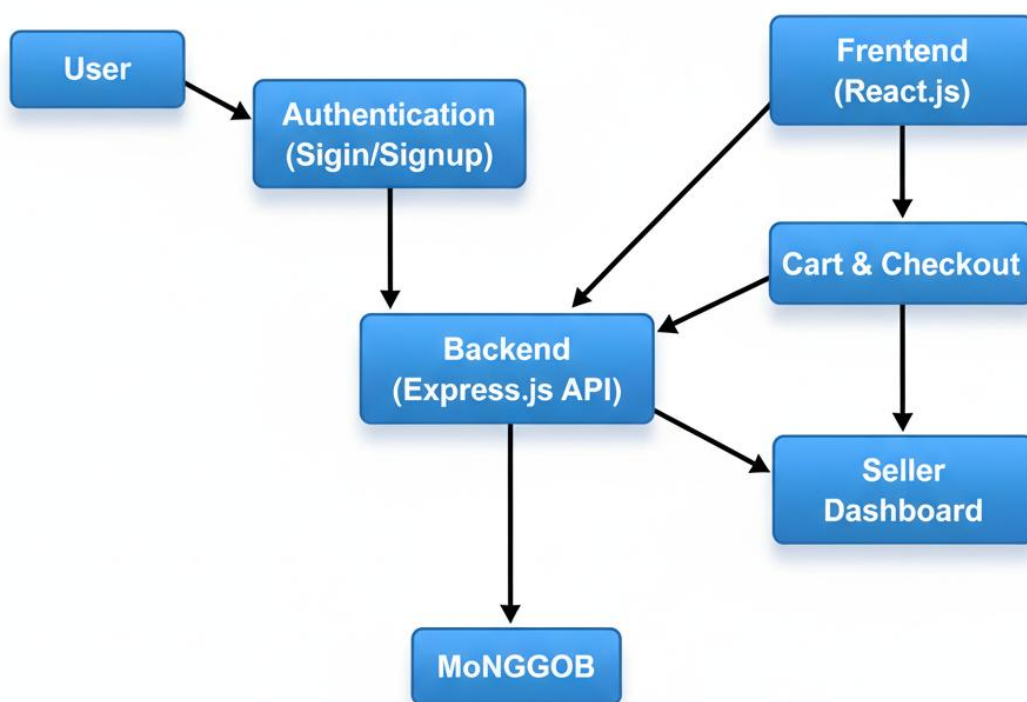 User
Authentication
(Sigin/Signup)
Frentend
(React.js)
Cart & Checkout
Backend
(Express.js API)
Seller
Dashboard
MoNGGOB